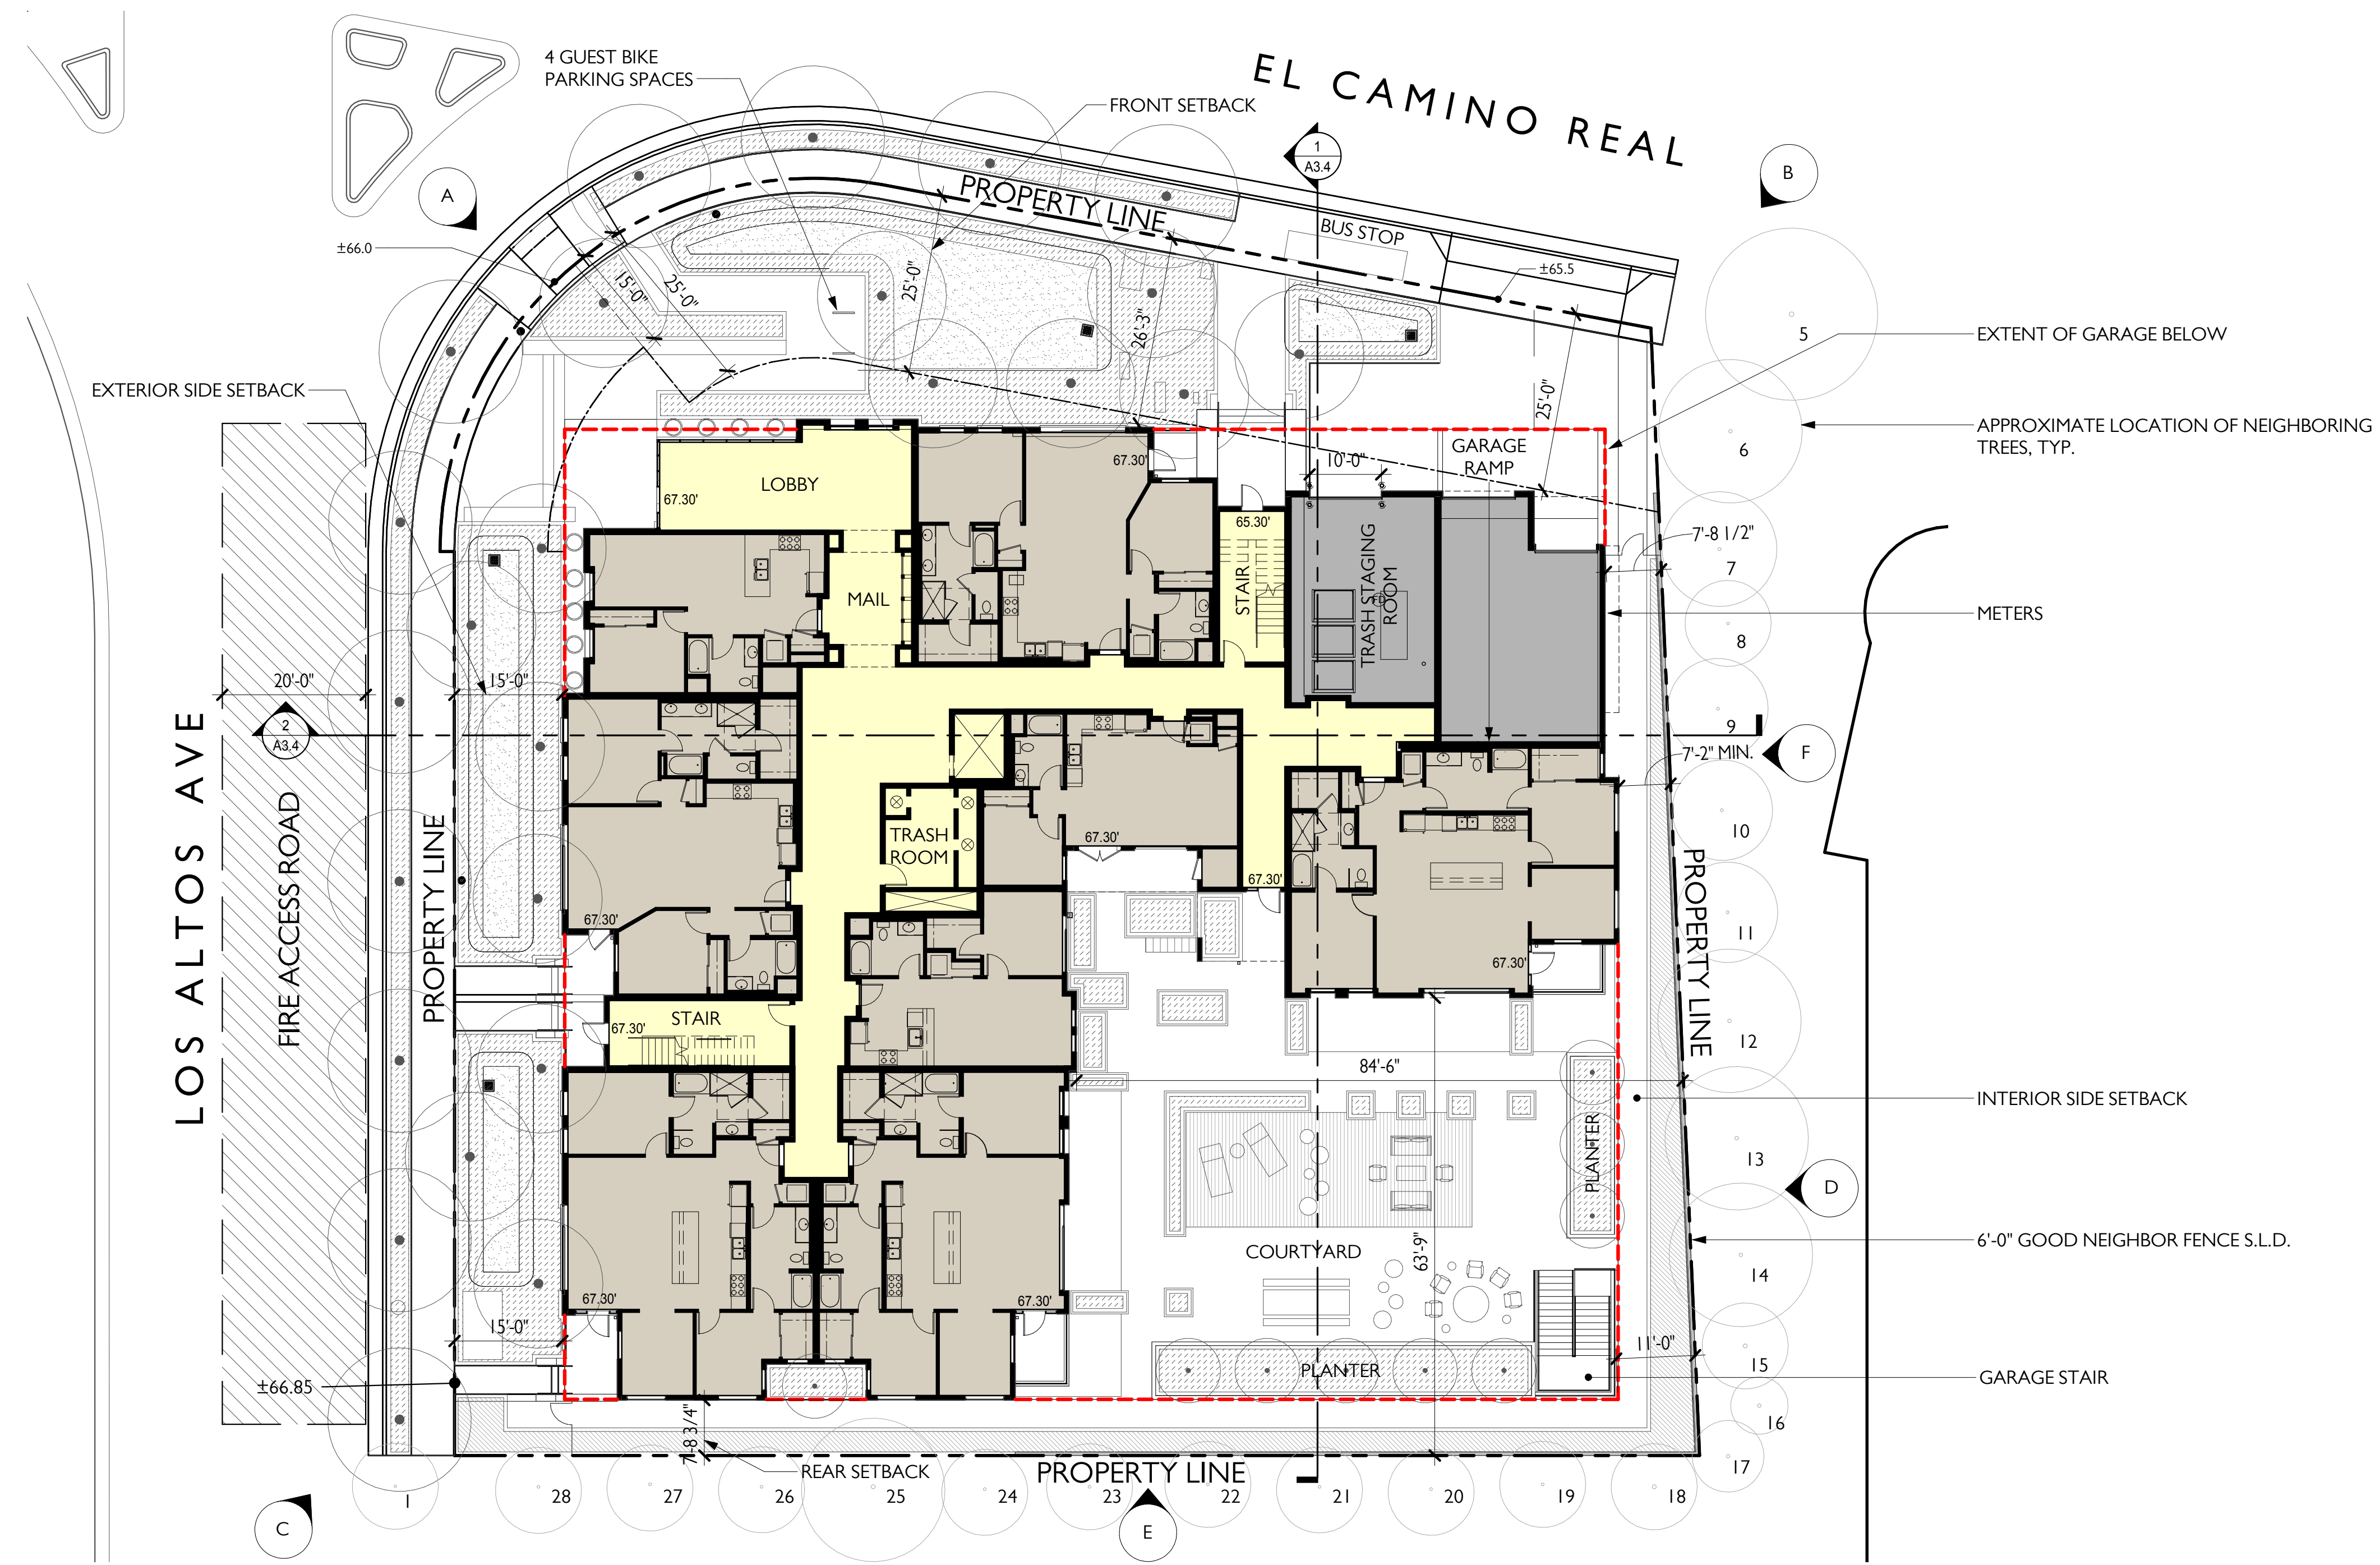 4 GUEST BIKE
PARKING SPACES
FRONT SETBACK
EL CAMINO REAL
1
A3.4
B
A
PROPERTY LINE
BUS STOP
±66.0
±65.5
15'-0"
25'-0"
25'-0"
26'-3"
25'-0"
5
EXTENT OF GARAGE BELOW
EXTERIOR SIDE SETBACK
APPROXIMATE LOCATION OF NEIGHBORING
TREES, TYP.
6
GARAGE
RAMP
10'-0"
67.30'
LOBBY
67.30'
65.30'
7'-8 1/2"
7
STAIR
TRASH STAGING
ROOM
MAIL
METERS
8
20'-0"
15'-0"
2
A3.4
9
7'-2" MIN.
F
LOS ALTOS AVE
FIRE ACCESS ROAD
PROPERTY LINE
TRASH
ROOM
67.30'
10
67.30'
PROPERTY LINE
67.30'
11
67.30'
STAIR
67.30'
12
84'-6"
INTERIOR SIDE SETBACK
PLANTER
13
D
COURTYARD
63'-9"
6'-0" GOOD NEIGHBOR FENCE S.L.D.
14
67.30'
67.30'
15'-0"
11'-0"
15
PLANTER
GARAGE STAIR
±66.85
7'-8 3/4"
16
17
REAR SETBACK
PROPERTY LINE
1
28
27
26
25
24
23
22
21
20
19
18
C
E